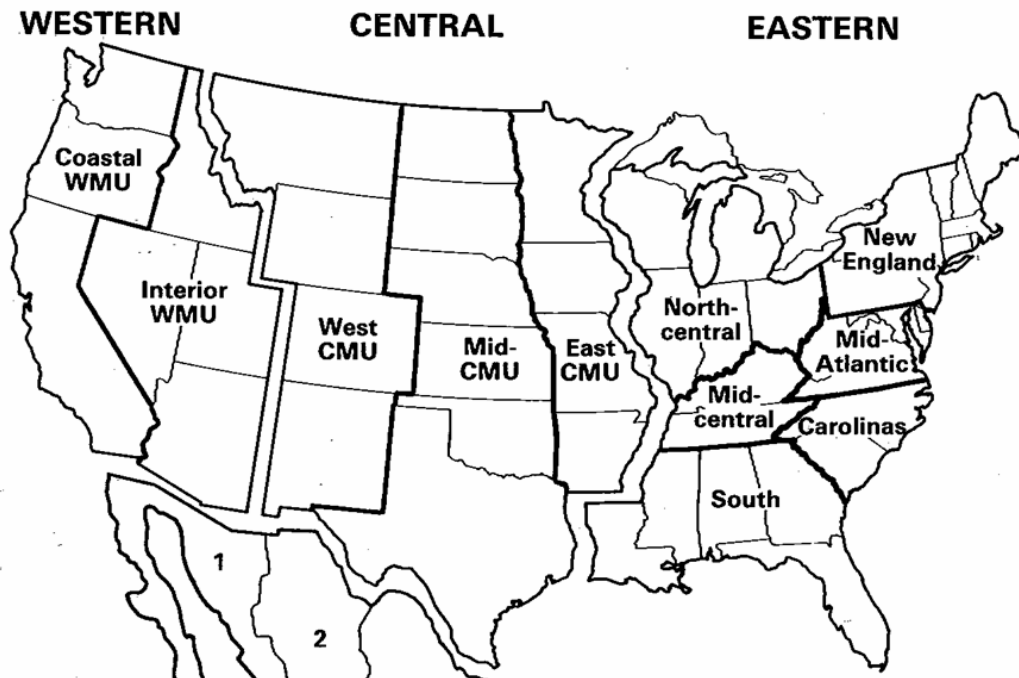 WESTERN
CENTRAL
EASTERN
Coastal
WMU
Interior
WMU
West
CMU
Mid-
CMU
East
CMU
North-
central
Mid-
central
New
England
Mid-
Atlantic
Carolinas
South
1
2